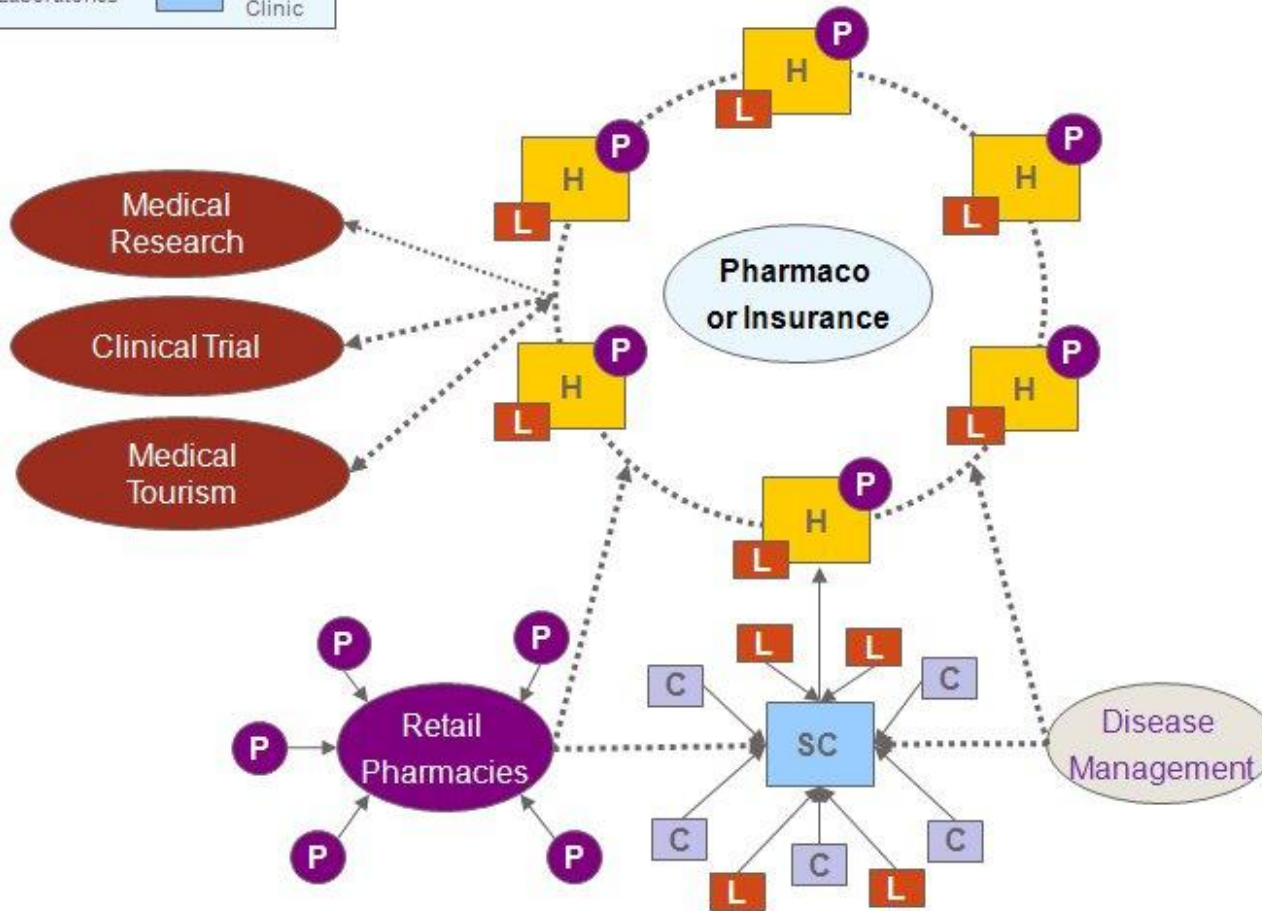 Clinic
P
H
L
P
H
L
P
H
L
Medical
Research
Pharmaco
or Insurance
Clinical Trial
P
H
L
P
H
L
Medical
Tourism
P
H
L
P
P
L
L
C
C
Retail
Pharmacies
P
SC
Disease
Management
C
C
C
P
P
L
L